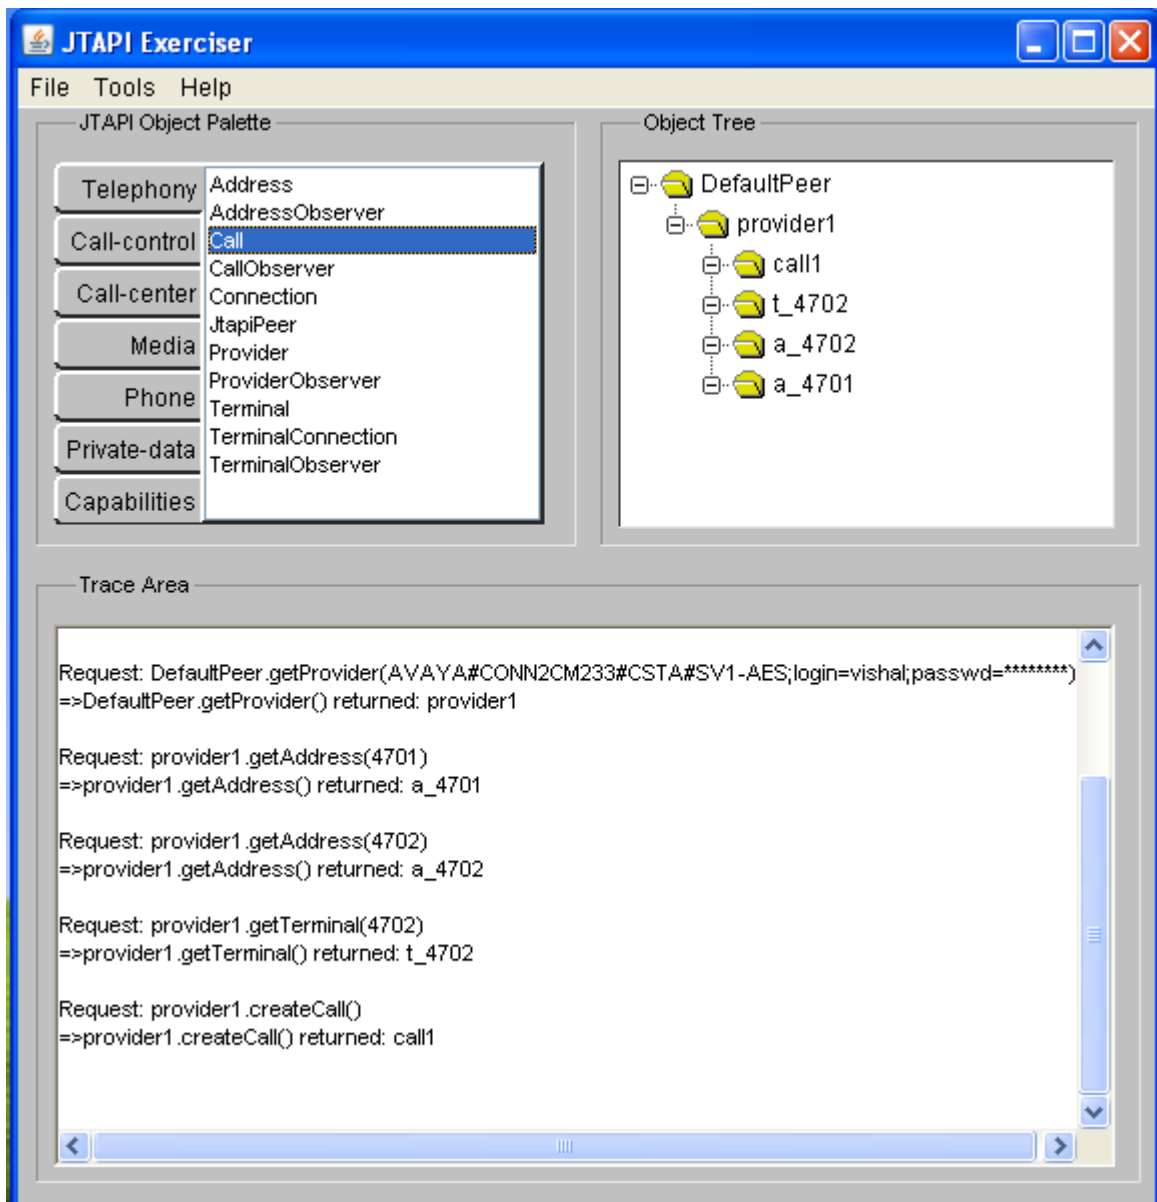 JTAPI Exerciser
File Tools Help
JTAPI Object Palette
Telephony
Call-control
Call-center
Media
Phone
Private-data
Capabilities
Address
AddressObserver
Call
CallObserver
Connection
JtapiPeer
Provider
ProviderObserver
Terminal
TerminalConnection
TerminalObserver
Object Tree
DefaultPeer
provider1
call1
t_4702
a_4702
a_4701
Trace Area
Request: DefaultPeer.getProvider(AVAYA#CONN2CM233#CSTA#SV1-AES;login=vishal;passwd=********)
=>DefaultPeer.getProvider() returned: provider1
Request: provider1.getAddress(4701)
=>provider1.getAddress() returned: a_4701
Request: provider1.getAddress(4702)
=>provider1.getAddress() returned: a_4702
Request: provider1.getTerminal(4702)
=>provider1.getTerminal() returned: t_4702
Request: provider1.createCall()
=>provider1.createCall() returned: call1